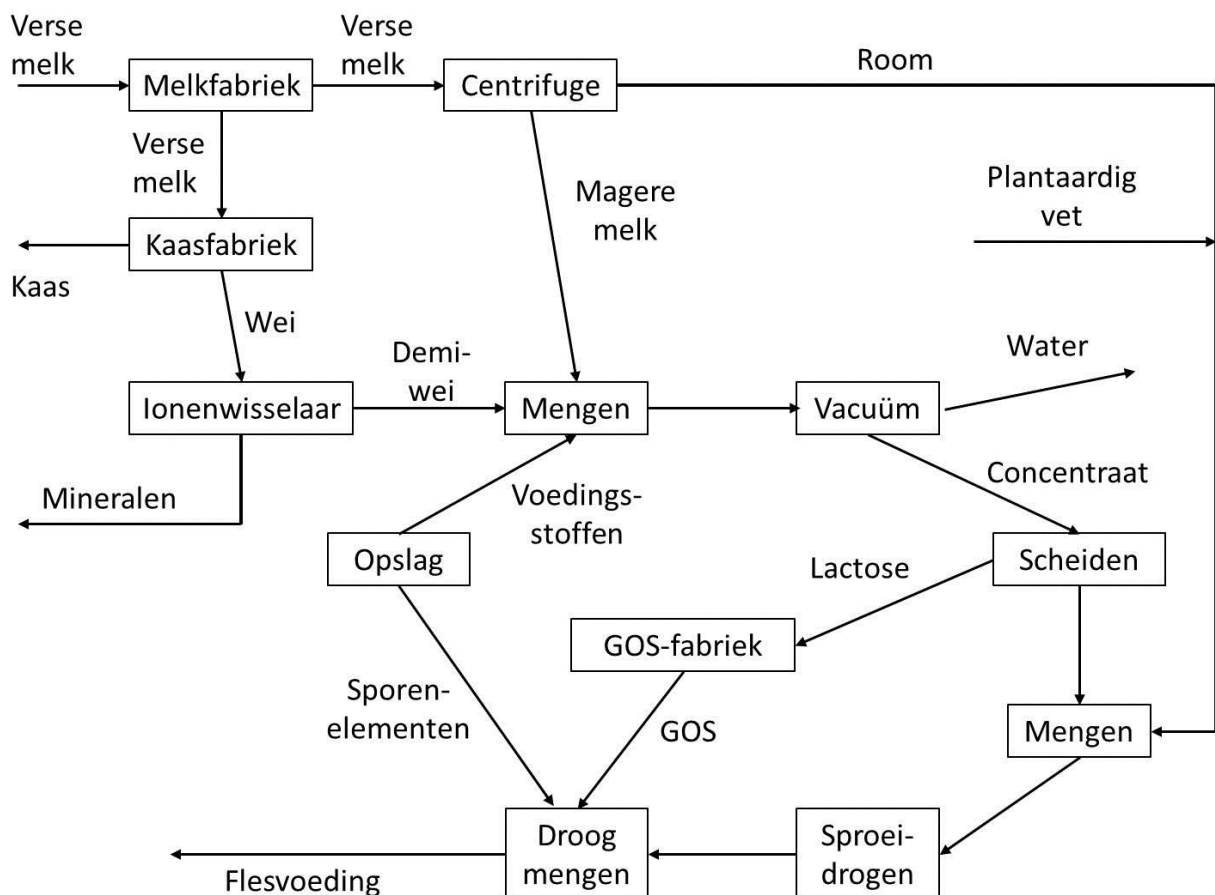 Verse
melk
Verse
melk
Room
Melkfabriek
Centrifuge
Verse
melk
Magere
melk
Plantaardig
vet
Kaasfabriek
Kaas
Wei
Demi-
wei
Water
Ionenwisselaar
Mengen
Vacuüm
Mineralen
Voedings-
stoffen
Concentraat
Opslag
Lactose
Scheiden
GOS-fabriek
Sporen-
elementen
GOS
Mengen
Droog
mengen
Sproei-
drogen
Flesvoeding